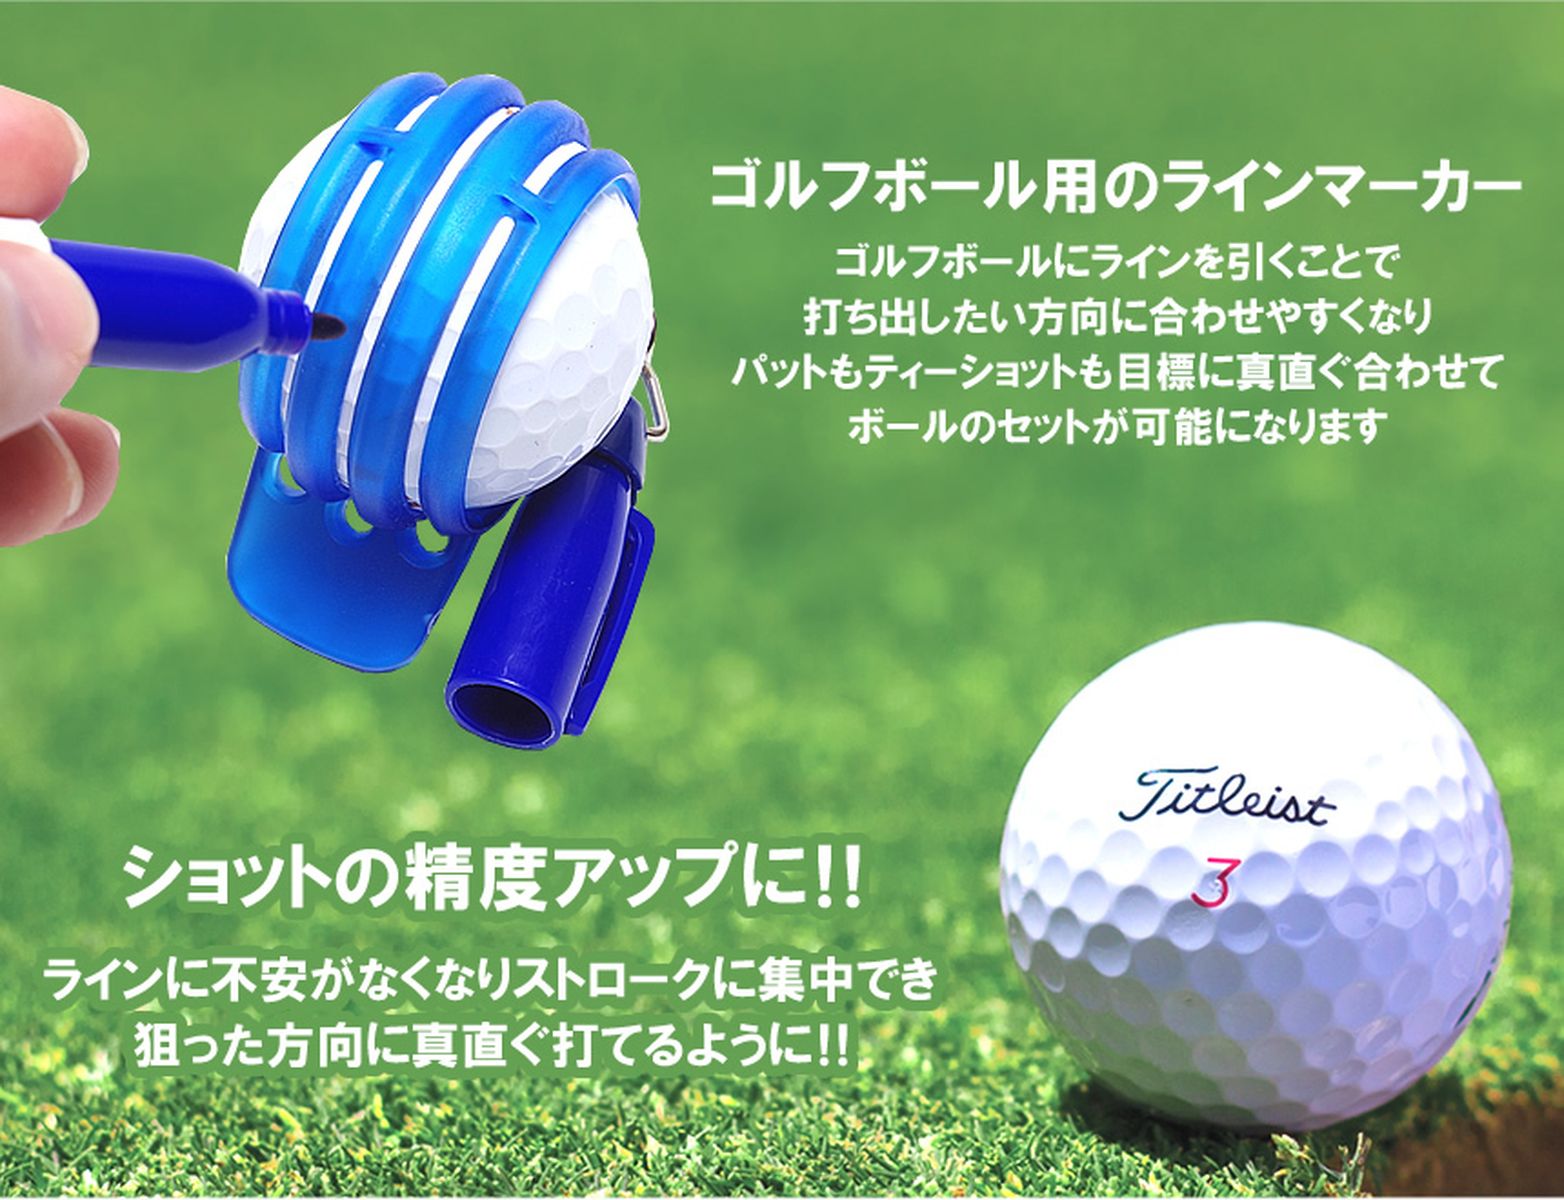 ゴルフボール用のラインマーカー
ゴルフボールにラインを引くことで
打ち出したい方向に合わせやすくなり
パットもティーショットも目標に真直ぐ合わせて
ボールのセットが可能になります
Titleist
3
ショットの精度アップに!!
ラインに不安がなくなりストロークに集中でき
狙った方向に真直ぐ打てるように!!